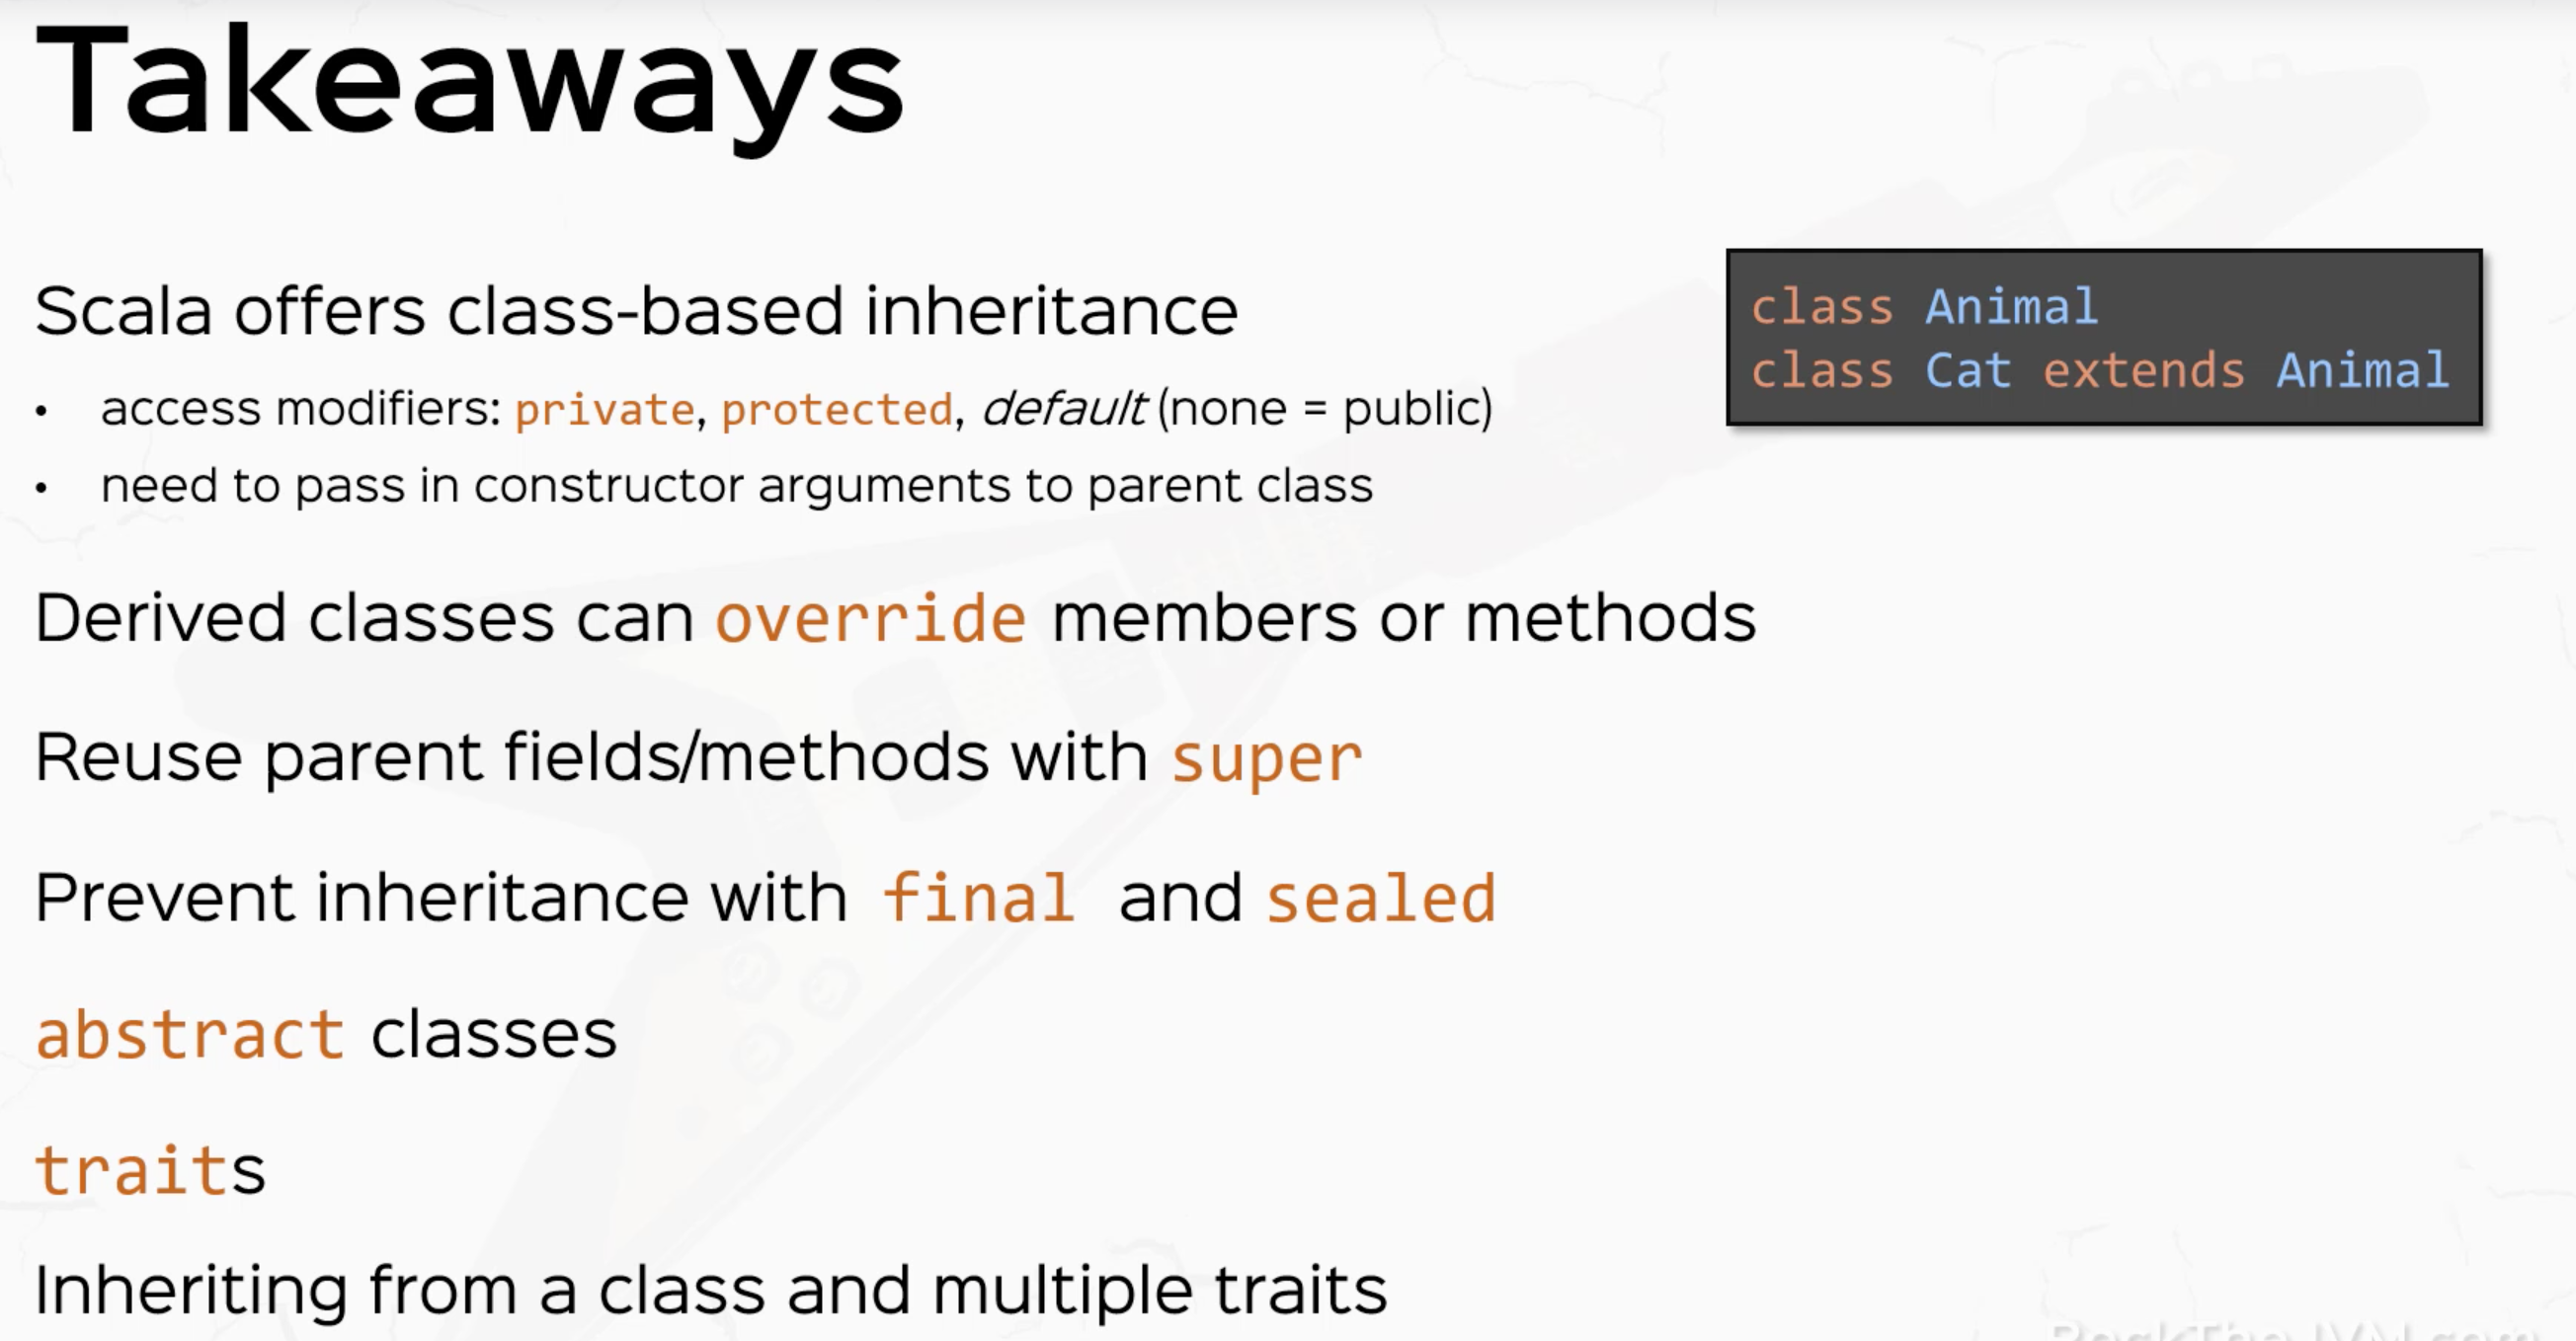 Takeaways
Scala offers class-based inheritance
• access modifiers: private, protected, default (none = public)
• need to pass in constructor arguments to parent class
class Animal
class Cat extends Animal
Derived classes can override members or methods
Reuse parent fields/methods with super
Prevent inheritance with final and sealed
abstract classes
traits
Inheriting from a class and multiple traits
RockTheJVM.com